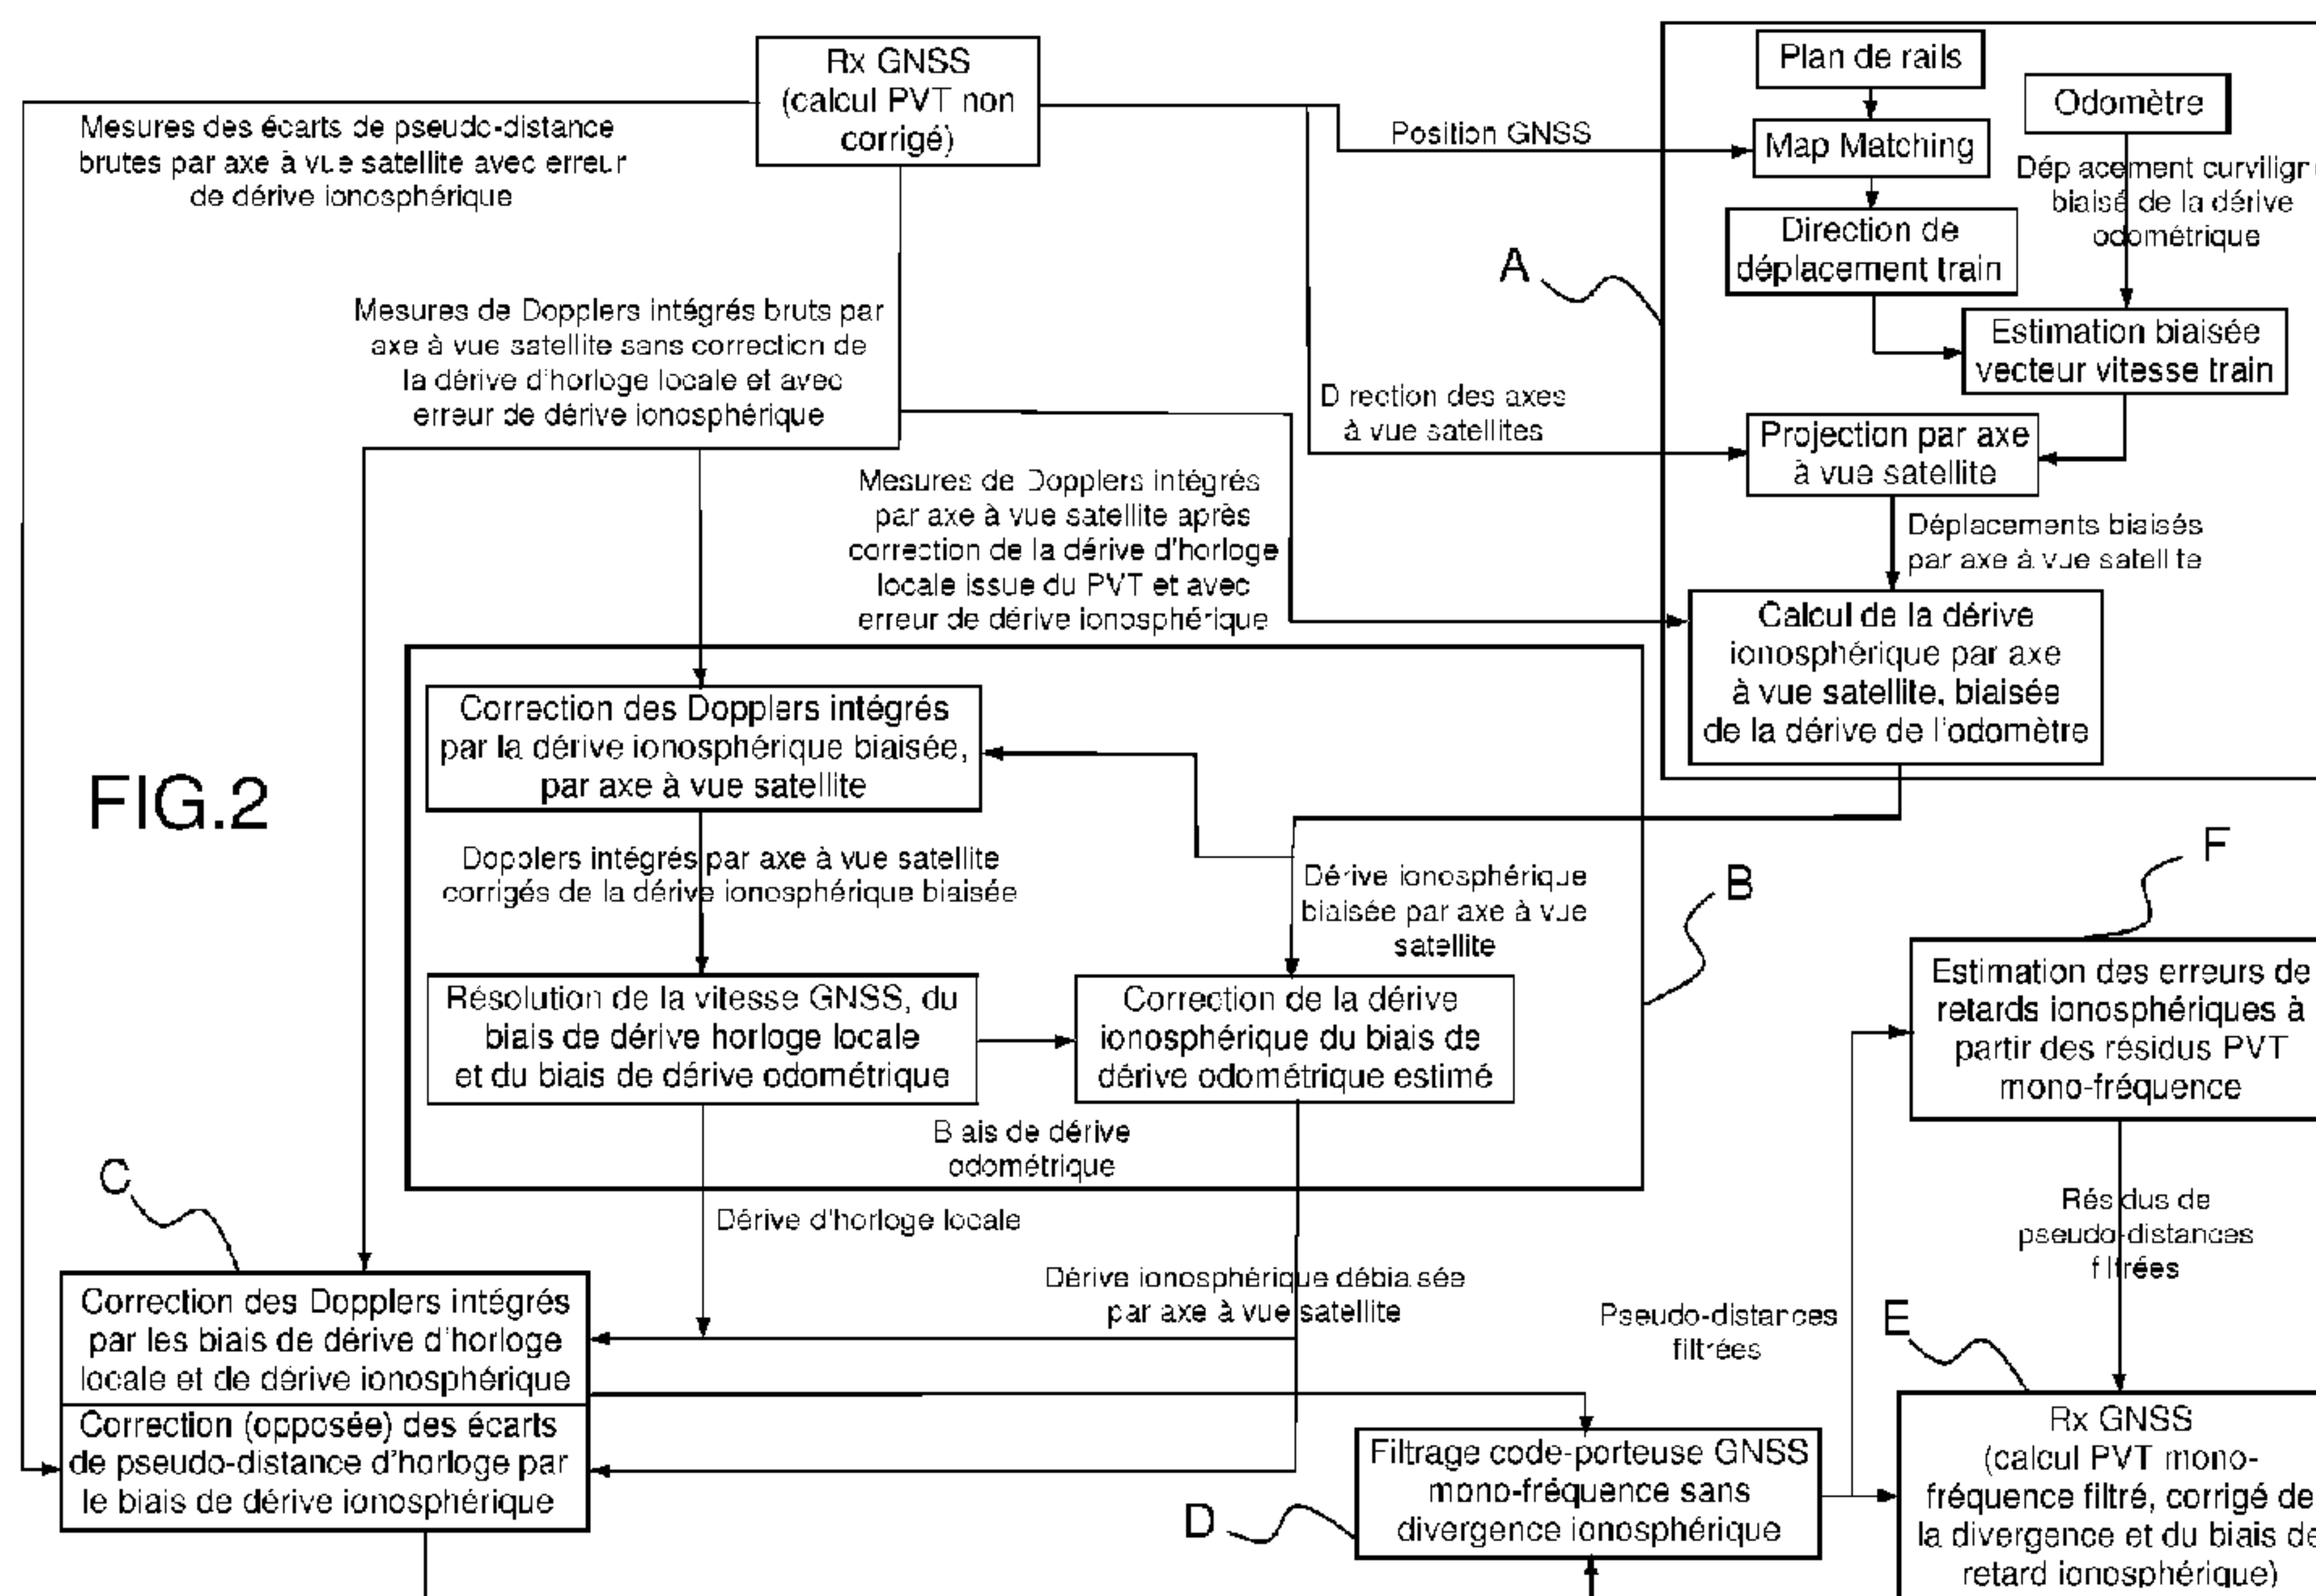 Rx GNSS
(calcul PVT non
corrigé)
Mesures des écarts de pseudo-distance
brutes par axe à vue satellite avec erreur
de dérive ionosphérique
Position GNSS
Plan de rails
Map Matching
Odomètre
Direction de
déplacement train
Déplacement
biaisé de la dérive
odométrique
A
Estimation biaisée
vecteur vitesse train
Mesures de Dopplers intégrés bruts par
axe à vue satellite sans correction de
la dérive d'horloge locale et avec
erreur de dérive ionosphérique
Direction des axes
à vue satellites
Projection par axe
à vue satellite
Mesures de Dopplers intégrés
par axe à vue satellite après
correction de la dérive d'horloge
locale issue du PVT et avec
erreur de dérive ionosphérique
Déplacements biaisés
par axe à vue satellite
Calcul de la dérive
ionosphérique par axe
à vue satellite, biaisée
de la dérive de l'odomètre
Correction des Dopplers intégrés
par la dérive ionosphérique biaisée,
par axe à vue satellite
FIG.2
Dopplers intégrés par axe à vue satellite
corrigés de la dérive ionosphérique biaisée
Dérive ionosphérique
biaisée par axe à vue
satellite
B
F
Résolution de la vitesse GNSS, du
biais de dérive horloge locale
et du biais de dérive odométrique
Correction de la dérive
ionosphérique du biais de
dérive odométrique estimé
Estimation des erreurs de
retards ionosphériques à
partir des résidus PVT
mono-fréquence
Biais de dérive
odométrique
C
Dérive d'horloge locale
Résidus de
pseudo-distances
filtrées
Dérive ionosphérique débiaisée
par axe à vue satellite
Correction des Dopplers intégrés
par les biais de dérive d'horloge
locale et de dérive ionosphérique
Pseudo-distances
filtrées
E
Correction (opposée) des écarts
de pseudo-distance d'horloge par
le biais de dérive ionosphérique
D
Filtrage code-porteuse GNSS
mono-fréquence sans
divergence ionosphérique
Rx GNSS
(calcul PVT mono-
fréquence filtré, corrigé de
la divergence et du biais de
retard ionosphérique)